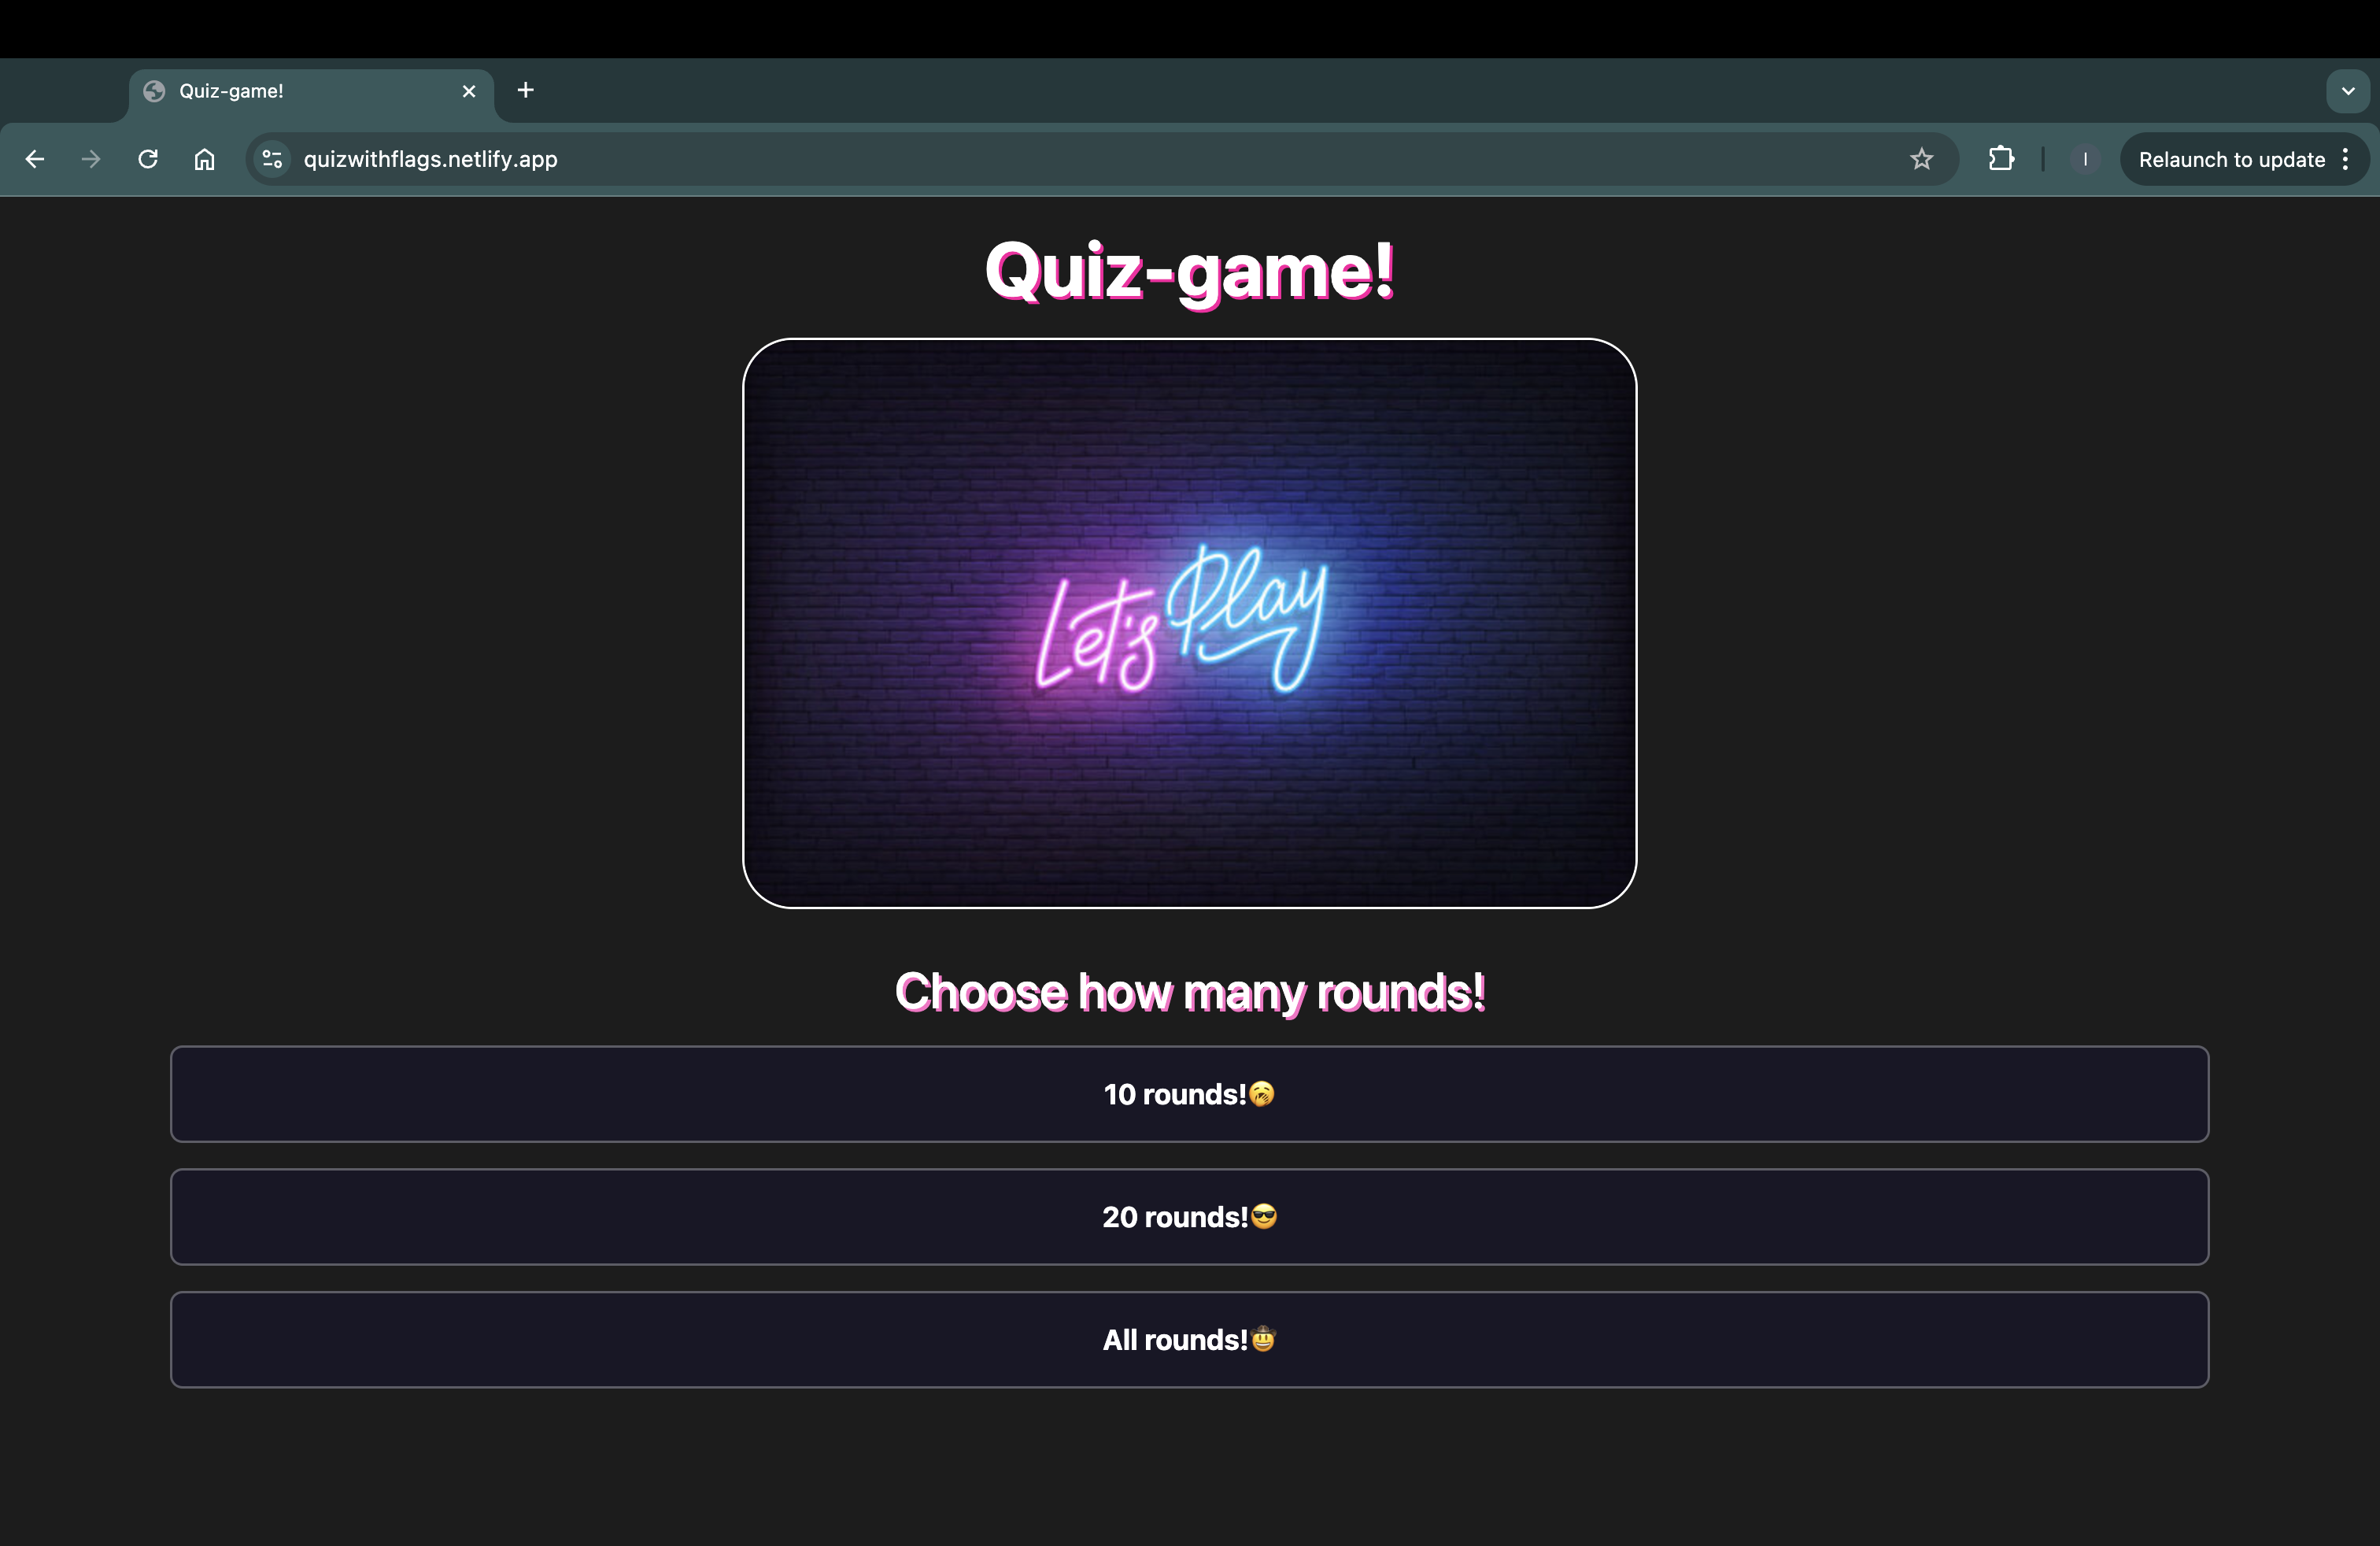 Quiz-game!
quizwithflags.netlify.app
I
Relaunch to update
Quiz-game!
Let's Play
Choose how many rounds!
10 rounds!🥱
20 rounds!😎
All rounds!🤠